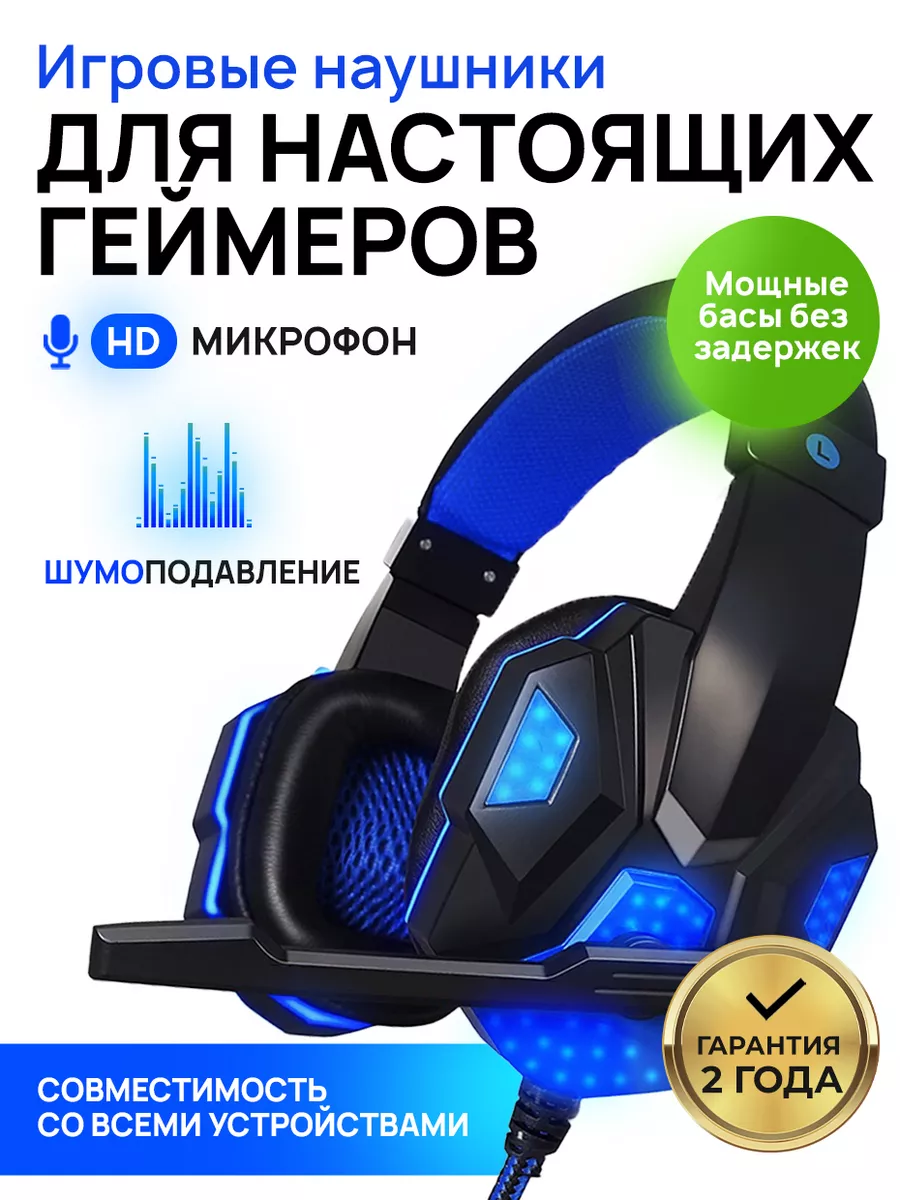 Игровые наушники
ДЛЯ НАСТОЯЩИХ
ГЕЙМЕРОВ
Мощные
басы без
задержек
HD МИКРОФОН
L
ШУМОПОДАВЛЕНИЕ
ГАРАНТИЯ
2 ГОДА
СОВМЕСТИМОСТЬ
СО ВСЕМИ УСТРОЙСТВАМИ